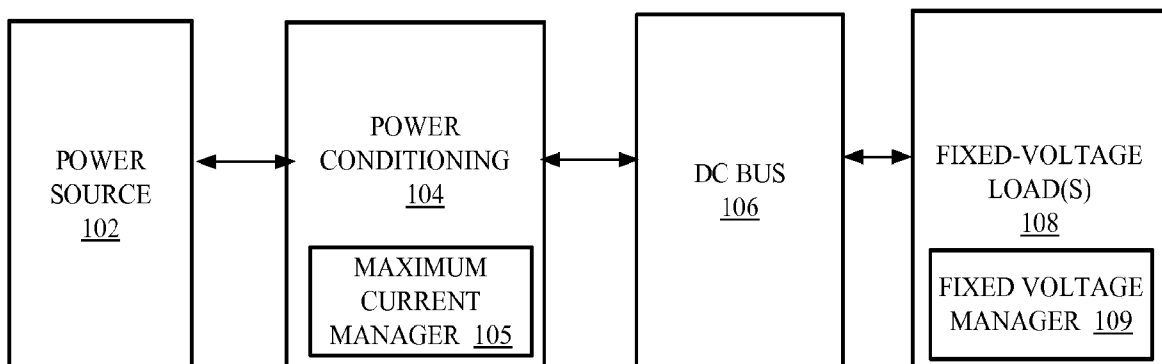 POWER
SOURCE
102
POWER
CONDITIONING
104
MAXIMUM
CURRENT
MANAGER 105
DC BUS
106
FIXED-VOLTAGE
LOAD(S)
108
FIXED VOLTAGE
MANAGER 109